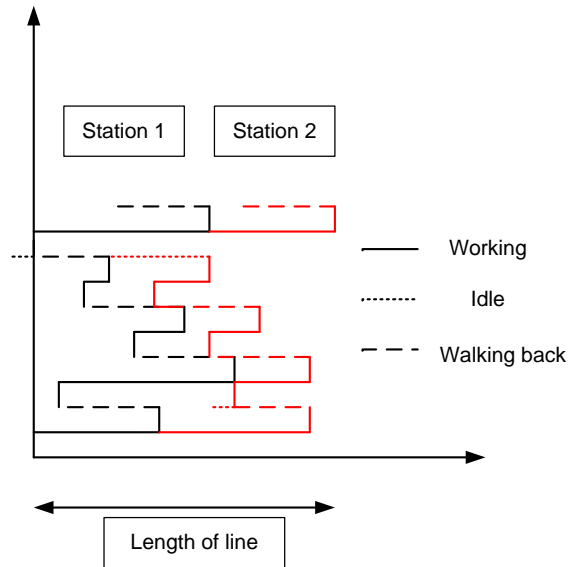 Station 1
Station 2
Working
Idle
Walking back
Length of line